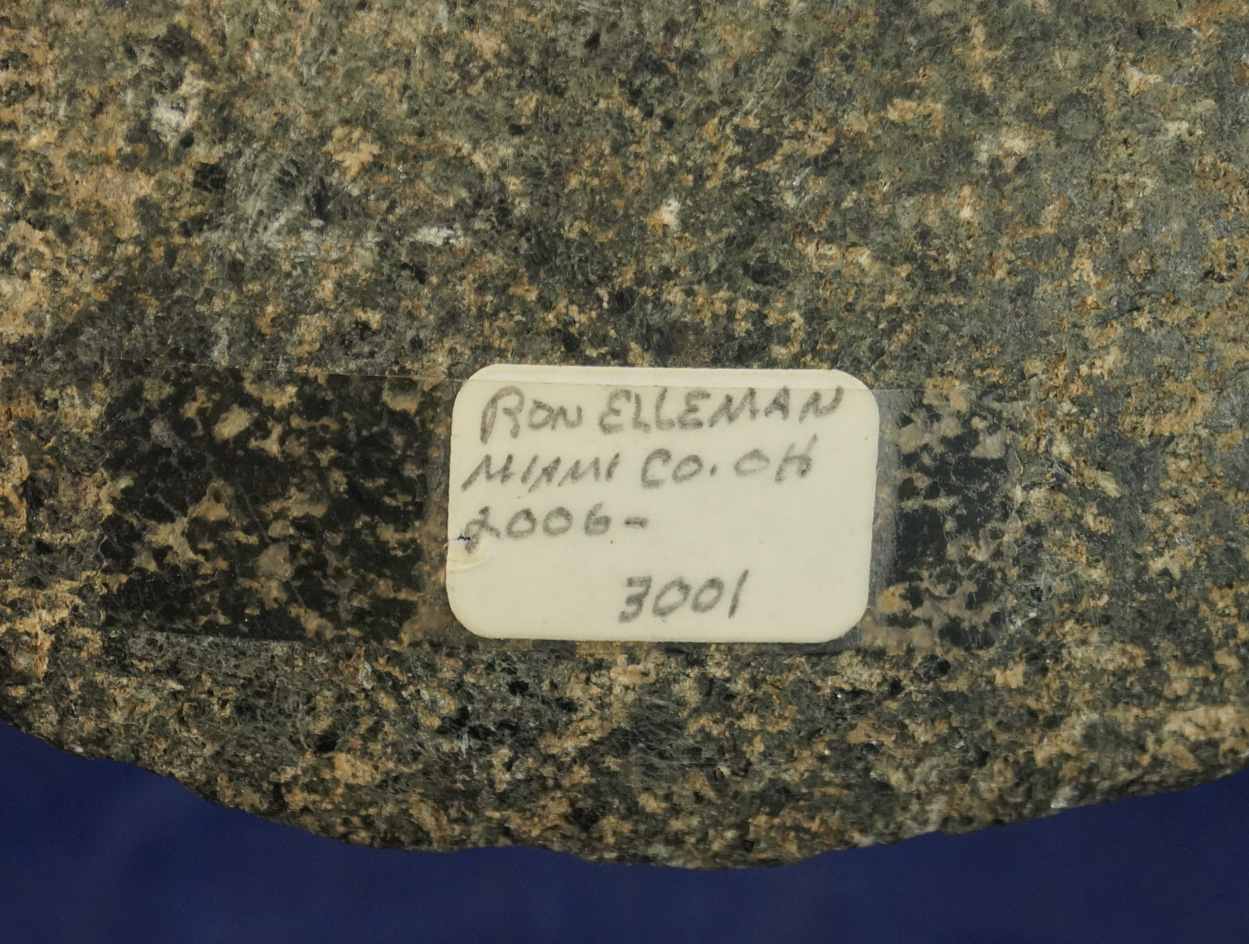 RON ELLEMAN
MIAMI CO. OH
2006-
3001